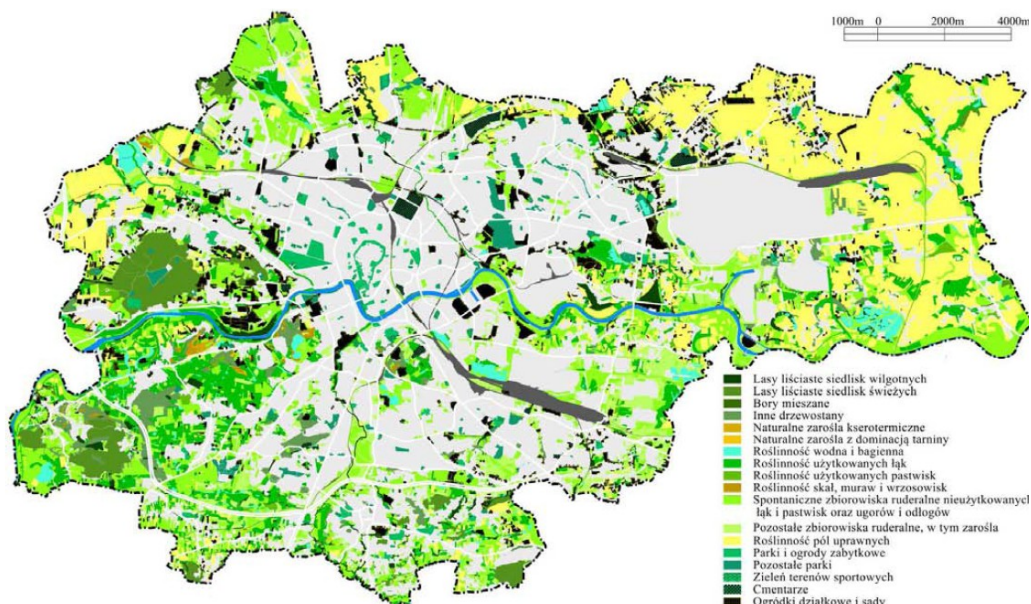 1000m 0 2000m 4000m
Lasy liściaste siedlisk wilgotnych
Lasy liściaste siedlisk świeżych
Bory mieszane
Inne drzewostany
Naturalne zarośla kserotermiczne
Naturalne zarośla z dominacją tarniny
Roślinność wodna i bagienna
Roślinność użytkowanych łąk
Roślinność użytkowanych pastwisk
Roślinność skał, muraw i wrzosowisk
Spontaniczne zbiorowiska ruderalne nieużytkowanych
łąk i pastwisk oraz ugorów i odłogów
Pozostałe zbiorowiska ruderalne, w tym zarośla
Roślinność pól uprawnych
Parki i ogrody zabytkowe
Pozostałe parki
Zieleń terenów sportowych
Cmentarze
Ogródki działkowe i sady